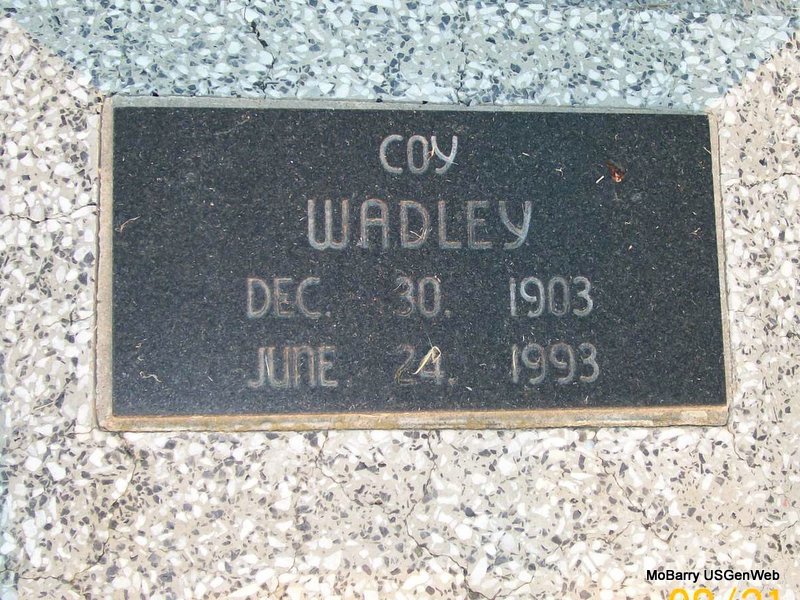 COY
WADLEY
DEC. 30. 1903
JUNE. 24. 1993
MoBarry USGenWeb